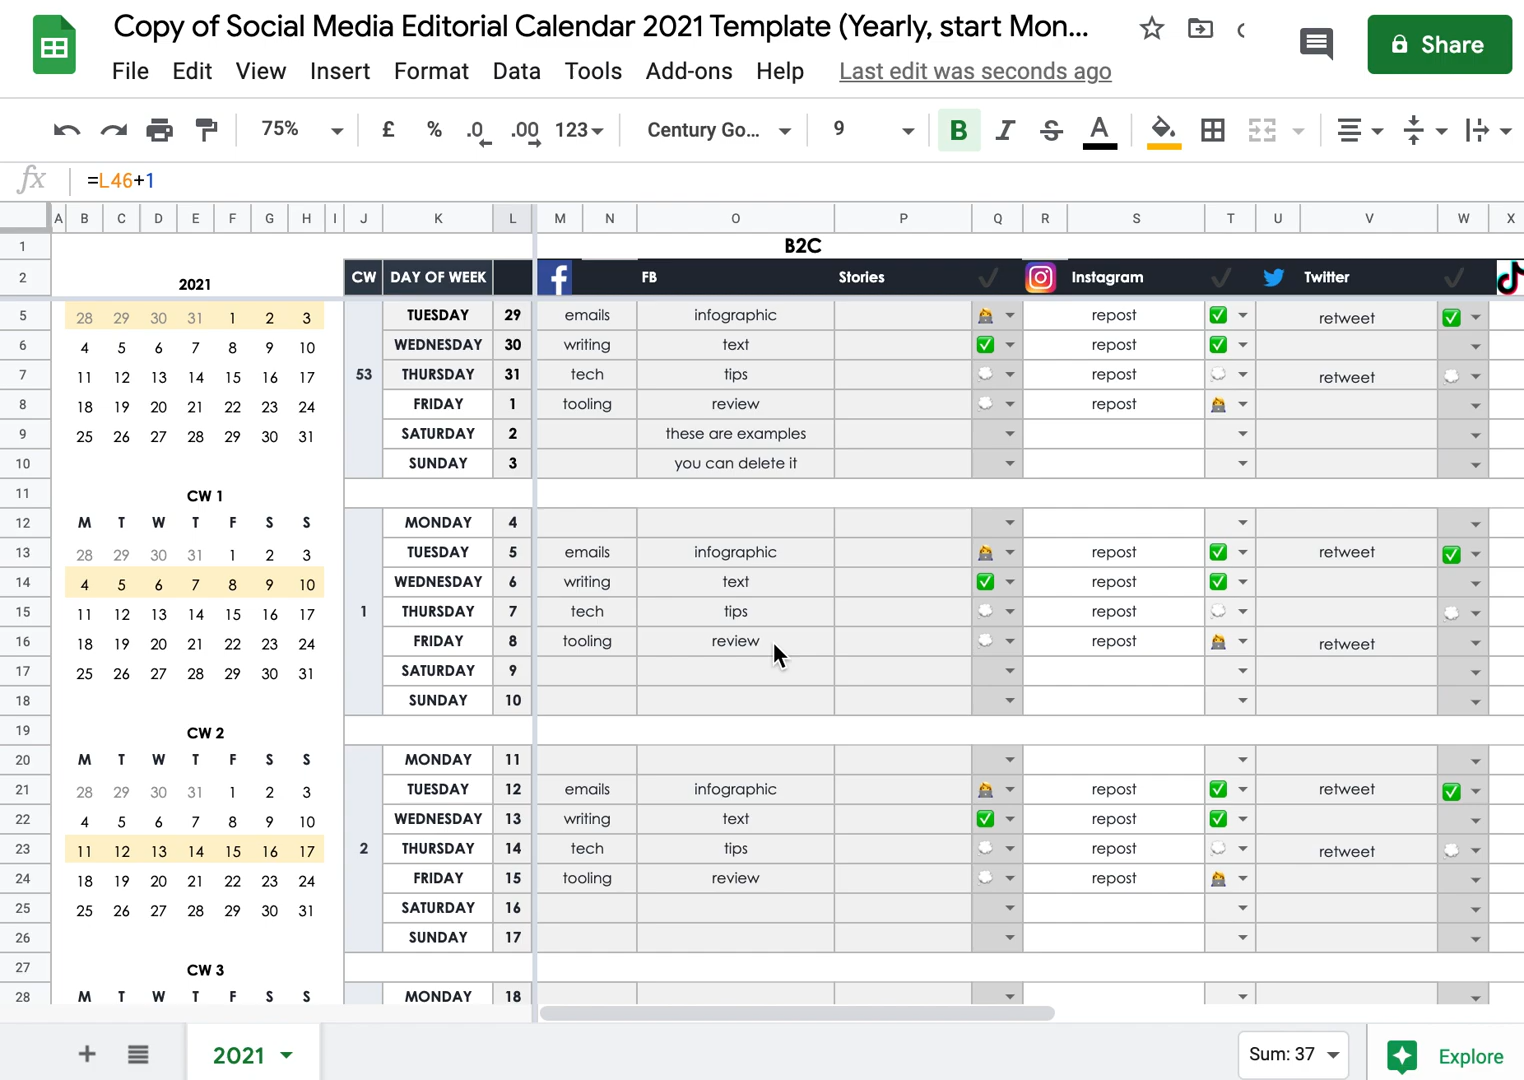 Copy of Social Media Editorial Calendar 2021 Template (Yearly, start Mon...
Share
File Edit View Insert Format Data Tools Add-ons Help Last edit was seconds ago
75% £ % .0 .00 123 Century Go... 9 B I S A
fx =L46+1
A B C D E F G H I J K L M N O P Q R S T U V W X
1 B2C
2 2021 CW DAY OF WEEK FB Stories Instagram Twitter
5 28 29 30 31 1 2 3 TUESDAY 29 emails infographic repost retweet
6 4 5 6 7 8 9 10 WEDNESDAY 30 writing text repost
7 11 12 13 14 15 16 17 53 THURSDAY 31 tech tips repost retweet
8 18 19 20 21 22 23 24 FRIDAY 1 tooling review repost
9 25 26 27 28 29 30 31 SATURDAY 2 these are examples
10 SUNDAY 3 you can delete it
11 CW 1
12 M T W T F S S MONDAY 4
13 28 29 30 31 1 2 3 TUESDAY 5 emails infographic repost retweet
14 4 5 6 7 8 9 10 WEDNESDAY 6 writing text repost
15 11 12 13 14 15 16 17 1 THURSDAY 7 tech tips repost
16 18 19 20 21 22 23 24 FRIDAY 8 tooling review repost retweet
17 25 26 27 28 29 30 31 SATURDAY 9
18 SUNDAY 10
19 CW 2
20 M T W T F S S MONDAY 11
21 28 29 30 31 1 2 3 TUESDAY 12 emails infographic repost retweet
22 4 5 6 7 8 9 10 WEDNESDAY 13 writing text repost
23 11 12 13 14 15 16 17 2 THURSDAY 14 tech tips repost retweet
24 18 19 20 21 22 23 24 FRIDAY 15 tooling review repost
25 25 26 27 28 29 30 31 SATURDAY 16
26 SUNDAY 17
27 CW 3
28 M T W T F S S MONDAY 18
2021 Sum: 37 Explore